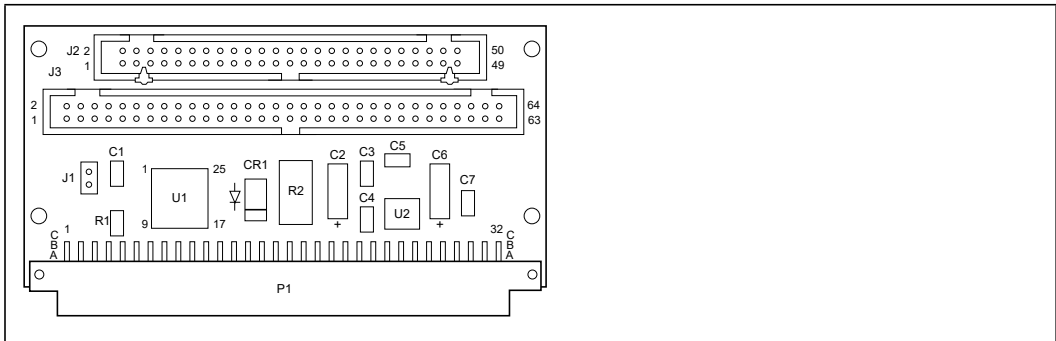 J2 2 50
1 49
J3
2 64
1 63
C1 1 25 CR1 C2 C3 C5 C6
J1 U1 R2 C7
C4 U2
R1 1 9 17 + + 32
C C
B B
A A
P1